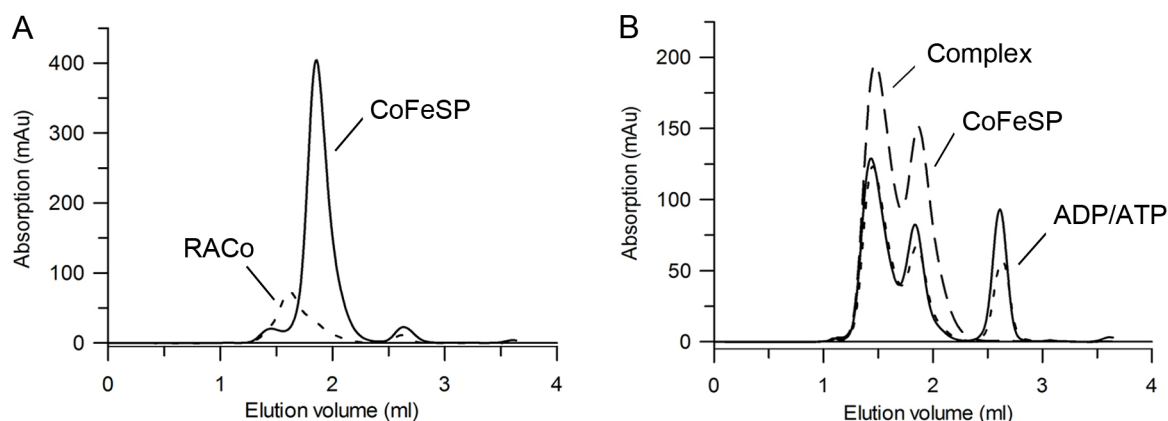 A
Absorption (mAu)
400
300
200
100
0
CoFeSP
RACo
0 1 2 3 4
Elution volume (ml)
B
Absorption (mAu)
200
150
100
50
0
Complex
CoFeSP
ADP/ATP
0 1 2 3 4
Elution volume (ml)